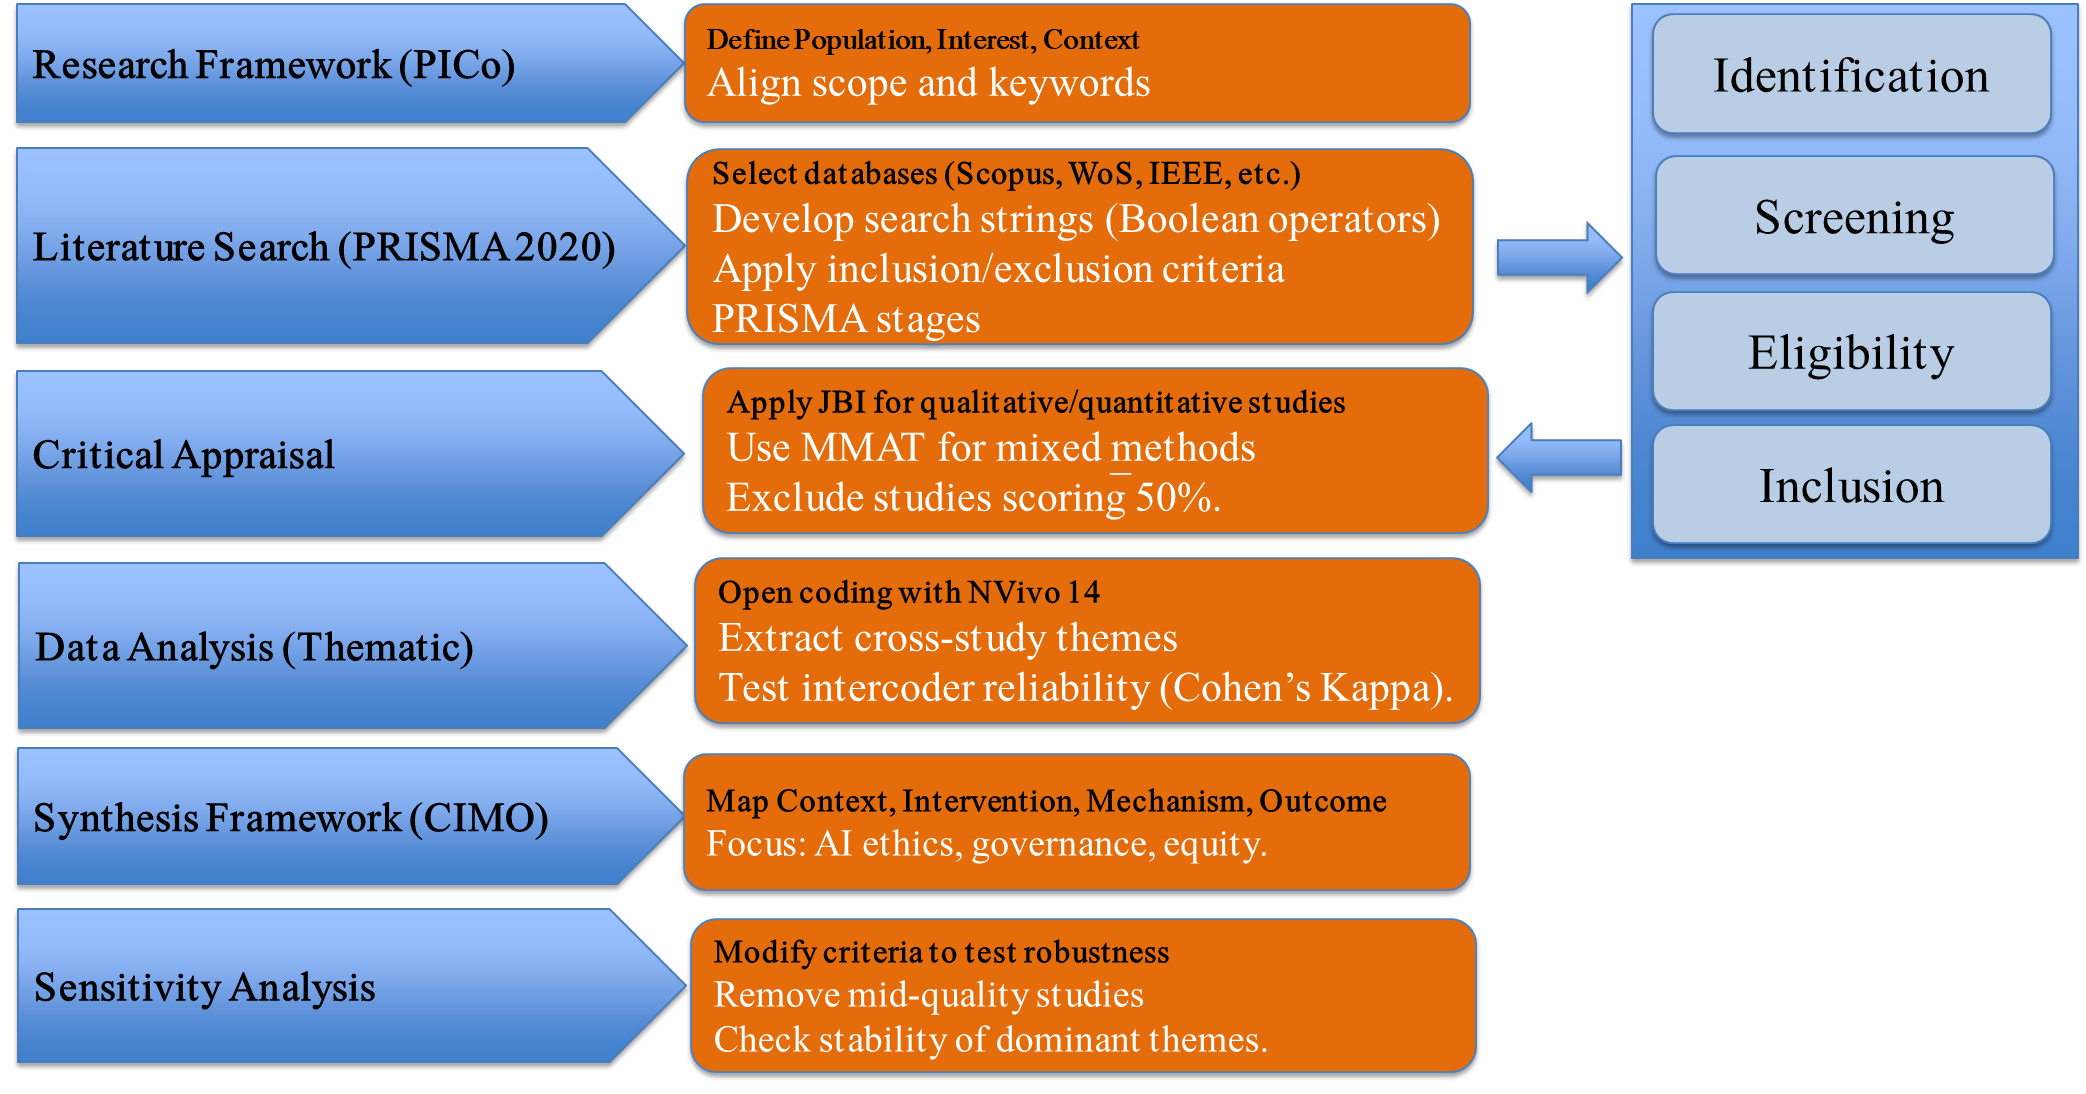 Research Framework (PICo)
Define Population, Interest, Context
Align scope and keywords
Literature Search (PRISMA 2020)
Select databases (Scopus, WoS, IEEE, etc.)
Develop search strings (Boolean operators)
Apply inclusion/exclusion criteria
PRISMA stages
Identification
Screening
Eligibility
Inclusion
Critical Appraisal
Apply JBI for qualitative/quantitative studies
Use MMAT for mixed methods
Exclude studies scoring 50%.
Data Analysis (Thematic)
Open coding with NVivo 14
Extract cross-study themes
Test intercoder reliability (Cohen’s Kappa).
Synthesis Framework (CIMO)
Map Context, Intervention, Mechanism, Outcome
Focus: AI ethics, governance, equity.
Sensitivity Analysis
Modify criteria to test robustness
Remove mid-quality studies
Check stability of dominant themes.